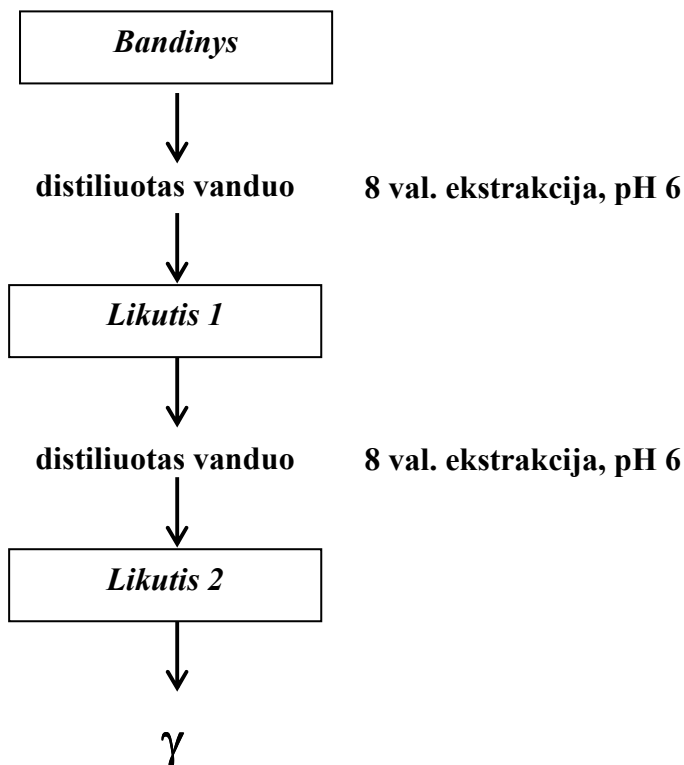 Bandinys
distiliuotas vanduo 8 val. ekstrakcija, pH 6
Likutis 1
distiliuotas vanduo 8 val. ekstrakcija, pH 6
Likutis 2
γ